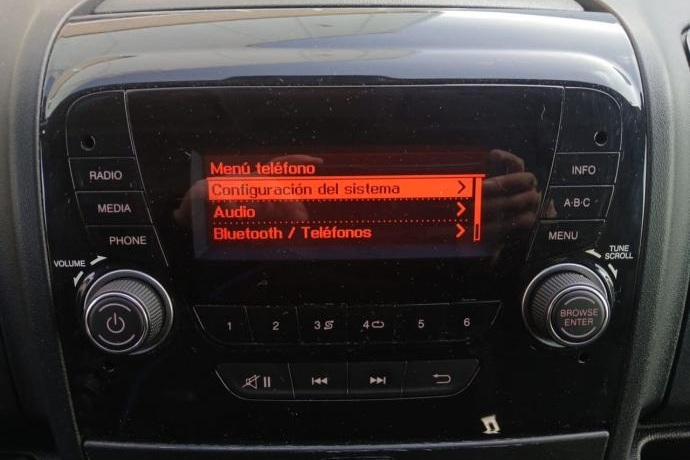 Menú teléfono
Configuración del sistema
Audio
Bluetooth / Teléfonos
RADIO
MEDIA
PHONE
VOLUME
INFO
A·B·C
MENU
TUNE
SCROLL
BROWSE
ENTER
1 2 3 4 5 6